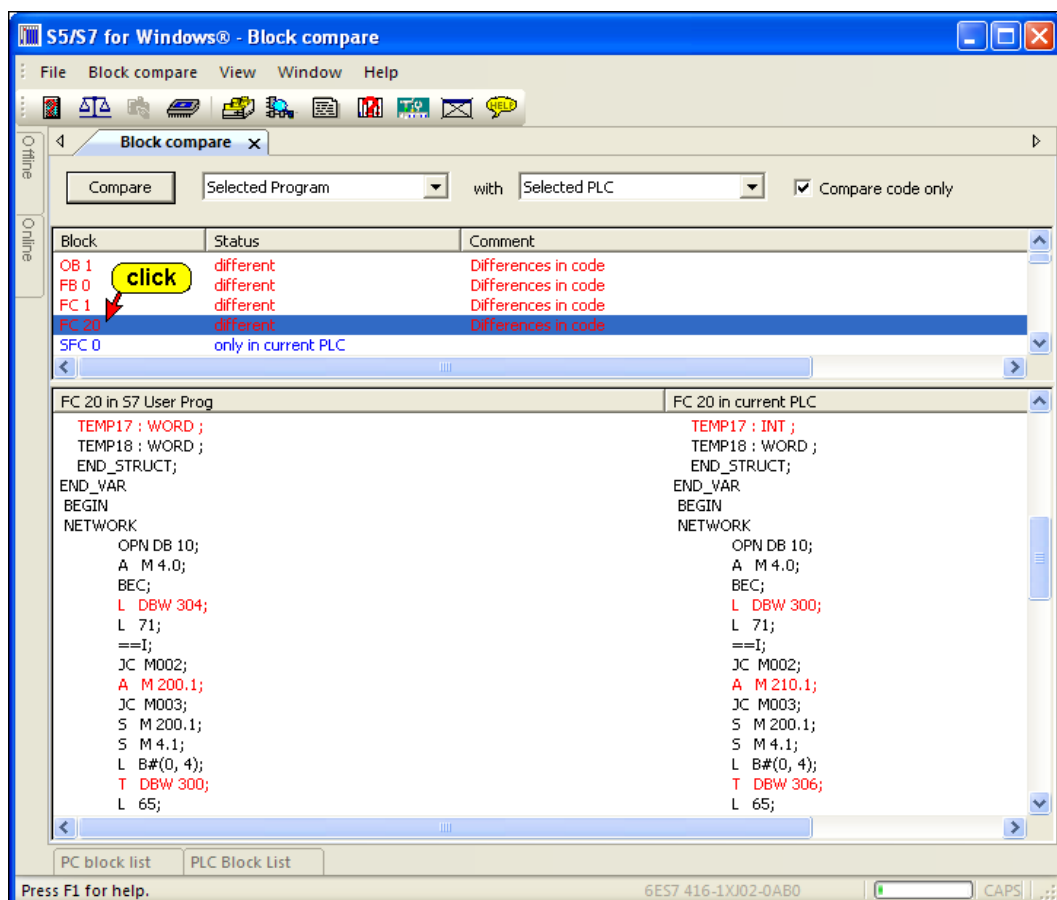 S5/S7 for Windows® - Block compare
File Block compare View Window Help
HELP
Offline
Online
Block compare x
Compare Selected Program with Selected PLC Compare code only
Block Status Comment
OB 1 different Differences in code
FB 0 different Differences in code
FC 1 different Differences in code
click
FC 20 different Differences in code
SFC 0 only in current PLC
FC 20 in S7 User Prog FC 20 in current PLC
TEMP17 : WORD ; TEMP17 : INT ;
TEMP18 : WORD ; TEMP18 : WORD ;
END_STRUCT; END_STRUCT;
END_VAR END_VAR
BEGIN BEGIN
NETWORK NETWORK
OPN DB 10; OPN DB 10;
A M 4.0; A M 4.0;
BEC; BEC;
L DBW 304; L DBW 300;
L 71; L 71;
==I; ==I;
JC M002; JC M002;
A M 200.1; A M 210.1;
JC M003; JC M003;
S M 200.1; S M 200.1;
S M 4.1; S M 4.1;
L B#(0, 4); L B#(0, 4);
T DBW 300; T DBW 306;
L 65; L 65;
PC block list PLC Block List
Press F1 for help. 6ES7 416-1XJ02-0AB0 CAPS